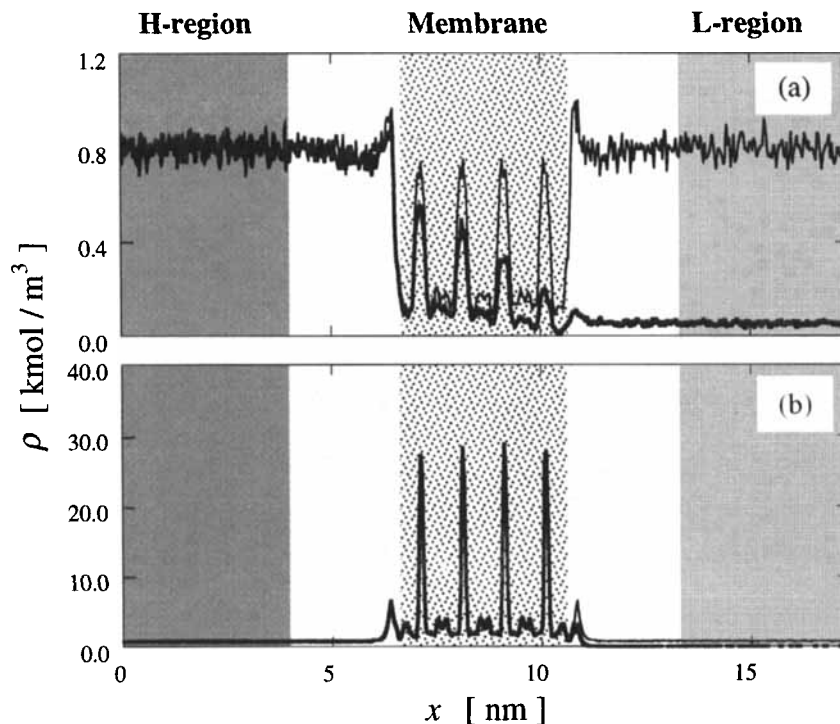 H-region Membrane L-region
1.2
(a)
0.8
0.4
0.0
40.0
(b)
30.0
20.0
10.0
0.0
ρ [ kmol / m³ ]
0 5 10 15
x [ nm ]